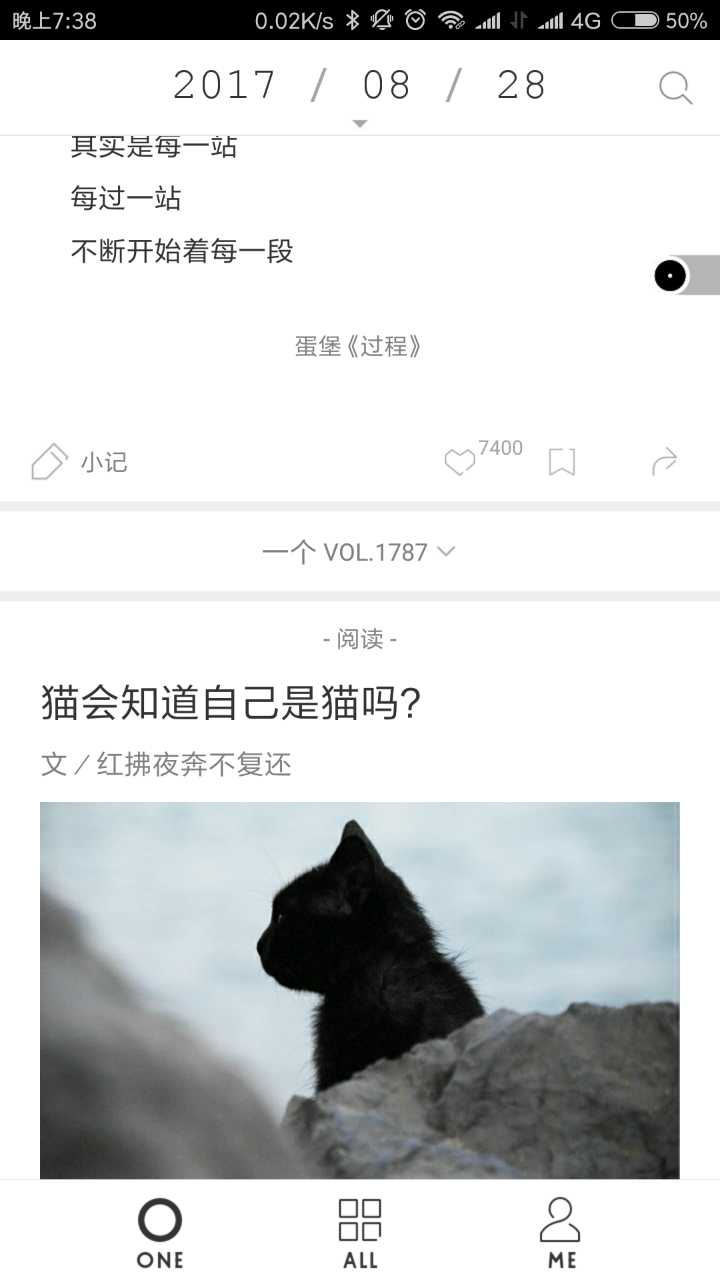 晚上7:38 0.02K/s 4G 50%
2017 / 08 / 28
其实是每一站
每过一站
不断开始着每一段
蛋堡《过程》
小记 7400
一个 VOL.1787
- 阅读 -
猫会知道自己是猫吗?
文／红拂夜奔不复还
ONE ALL ME